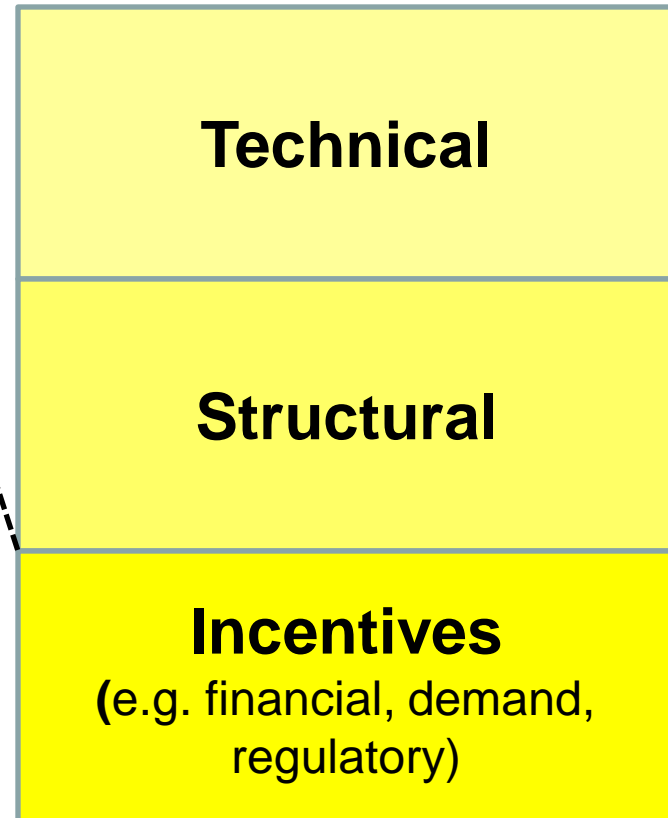 Technical
Structural
Incentives
(e.g. financial, demand,
regulatory)